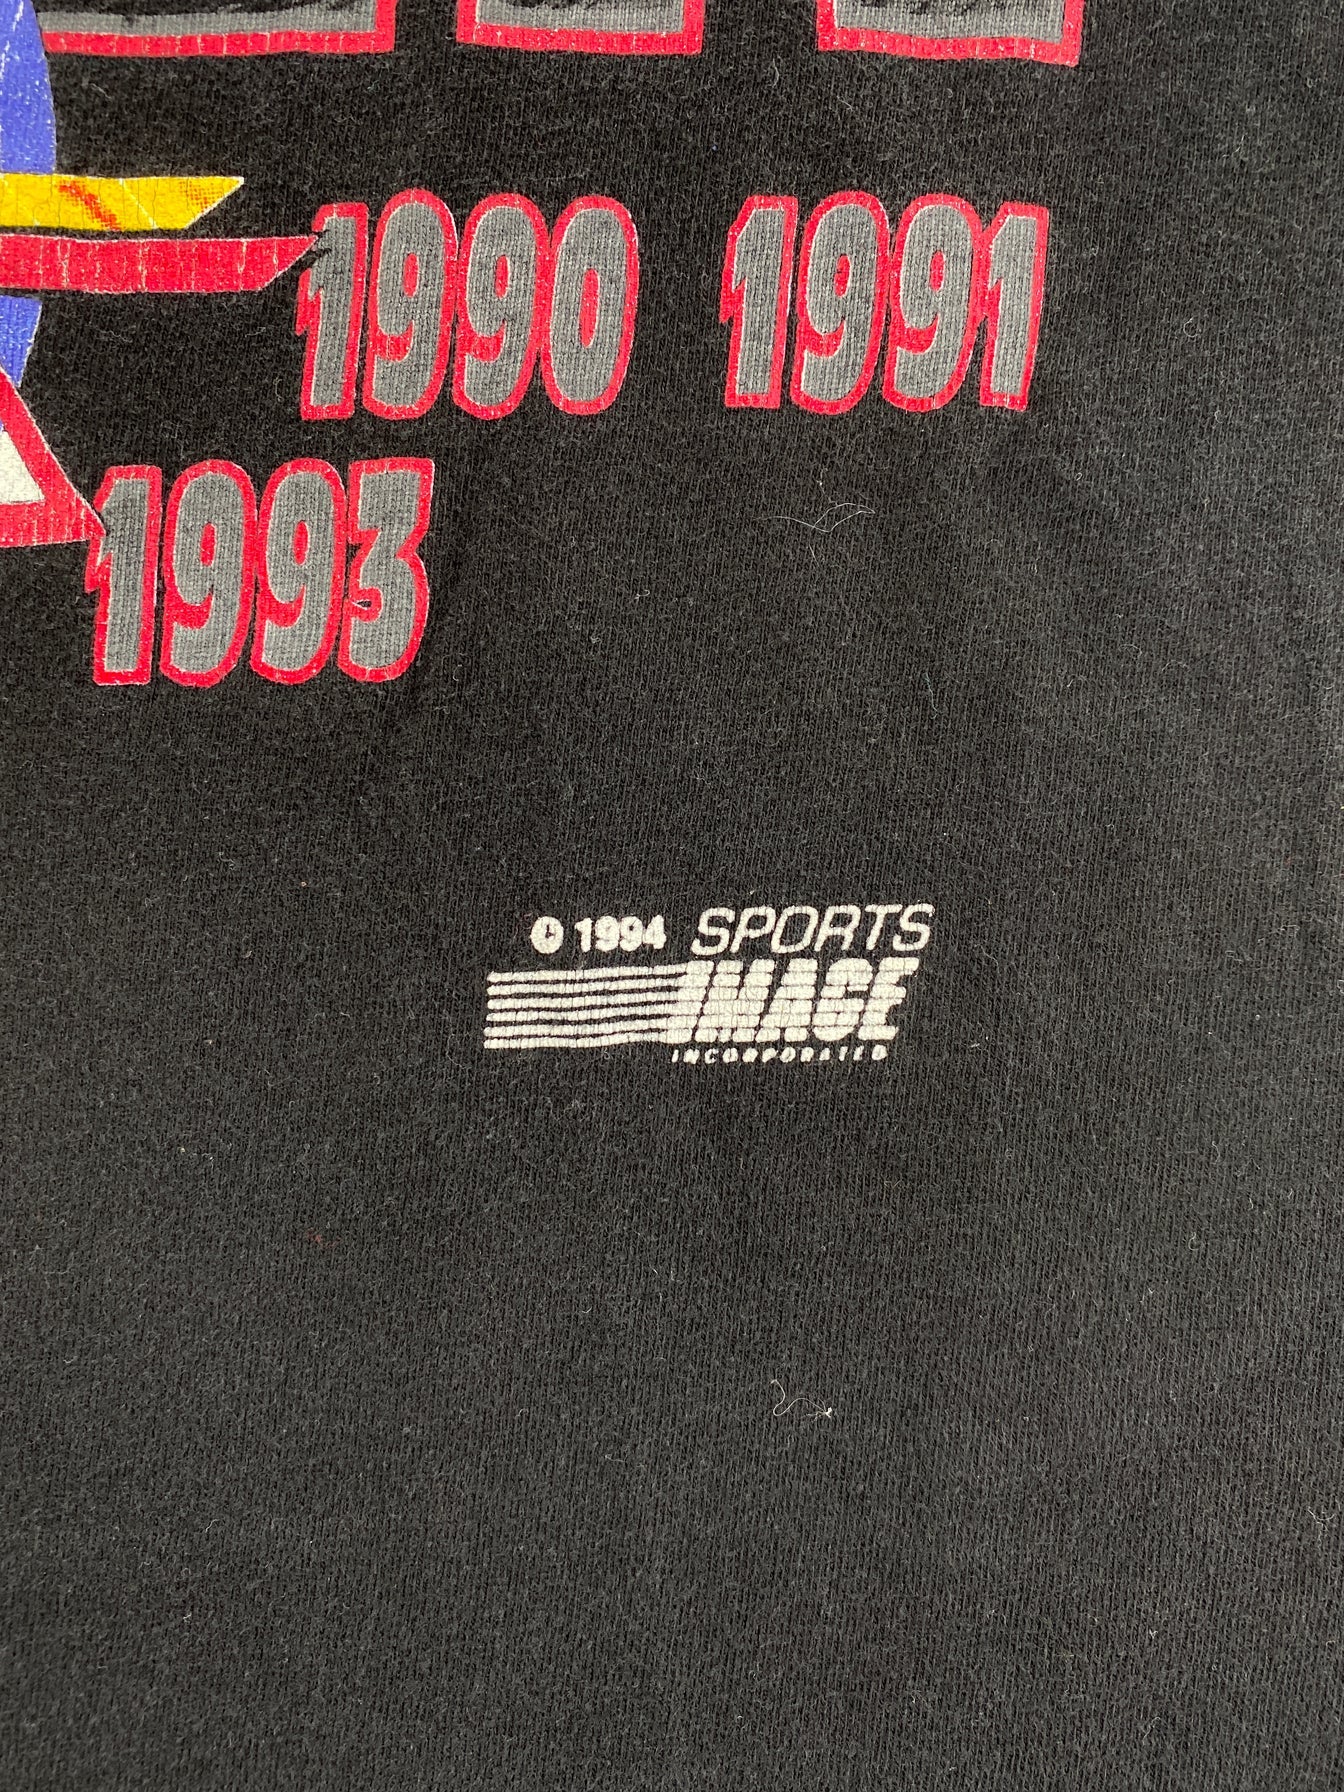 1990 1991
1993
© 1994 SPORTS
IMAGE
INCORPORATED